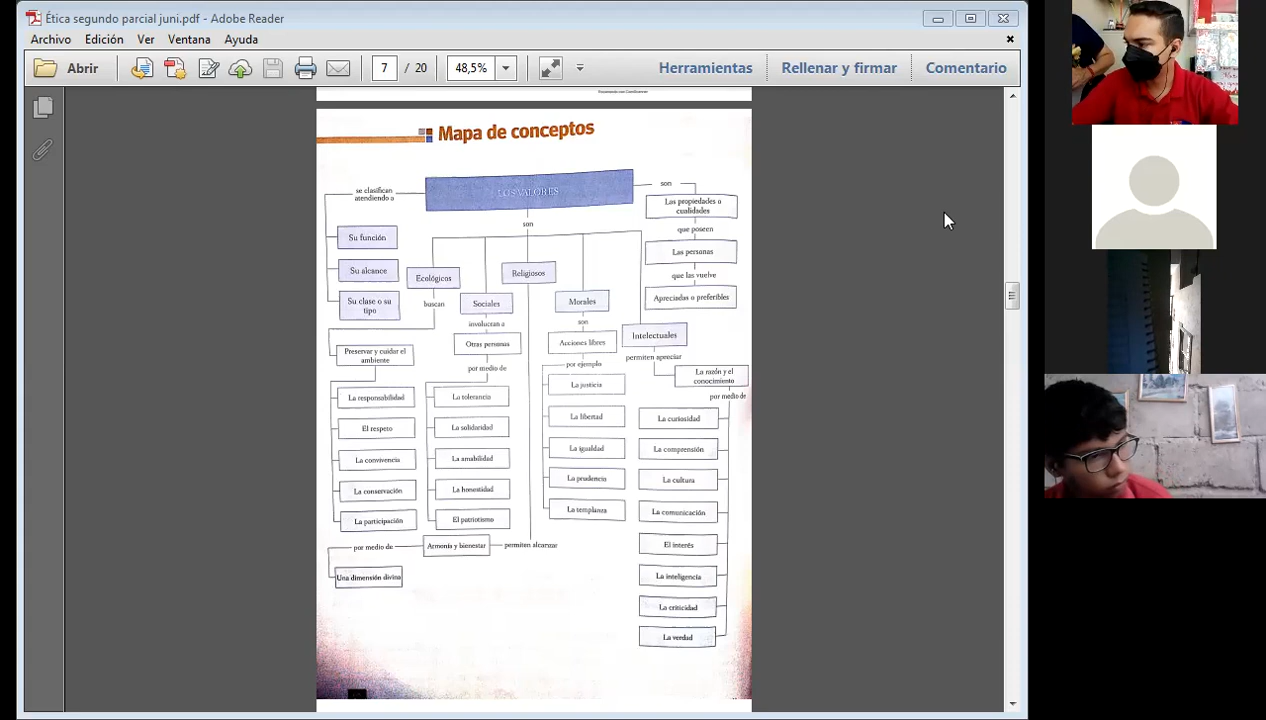 Ética segundo parcial juni.pdf - Adobe Reader
Archivo Edición Ver Ventana Ayuda
Abrir
7 / 20
48,5%
Herramientas
Rellenar y firmar
Comentario
Mapa de conceptos
LOS VALORES
se clasifican
atendiendo a
Su función
Su alcance
Su clase o su
tipo
son
Las propiedades o
cualidades
que poseen
Las personas
que las vuelve
Apreciadas o preferibles
son
Ecológicos
buscan
Preservar y cuidar el
ambiente
La responsabilidad
El respeto
La convivencia
La conservación
La participación
Sociales
involucran a
Otras personas
por medio de
La tolerancia
La solidaridad
La amabilidad
La honestidad
El patriotismo
Religiosos
permiten alcanzar
Armonía y bienestar
por medio de
Una dimensión divina
Morales
son
Acciones libres
por ejemplo
La justicia
La libertad
La igualdad
La prudencia
La templanza
Intelectuales
permiten apreciar
La razón y el
conocimiento
por medio de
La curiosidad
La comprensión
La cultura
La comunicación
El interés
La inteligencia
La criticidad
La verdad